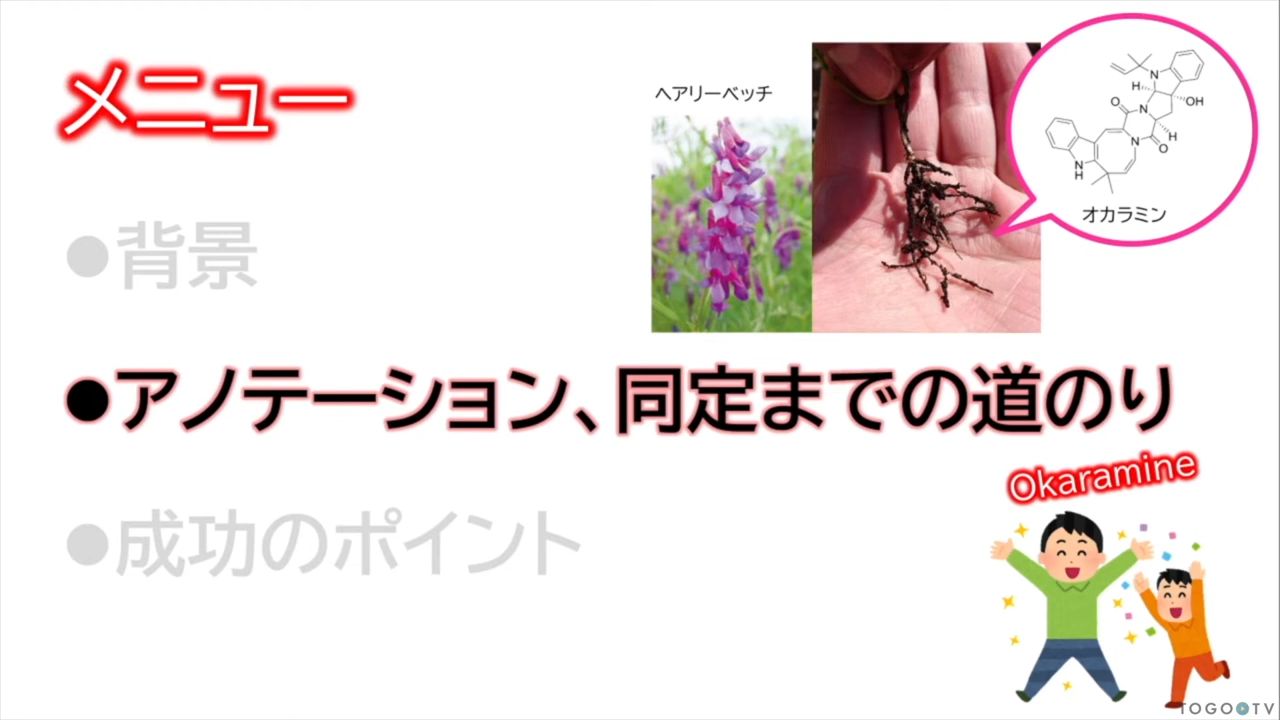 メニュー
ヘアリーベッチ
N
H
OH
O
N
H
N
O
N
H
オカラミン
●背景
●アノテーション、同定までの道のり
Okaramine
●成功のポイント
TOGO TV